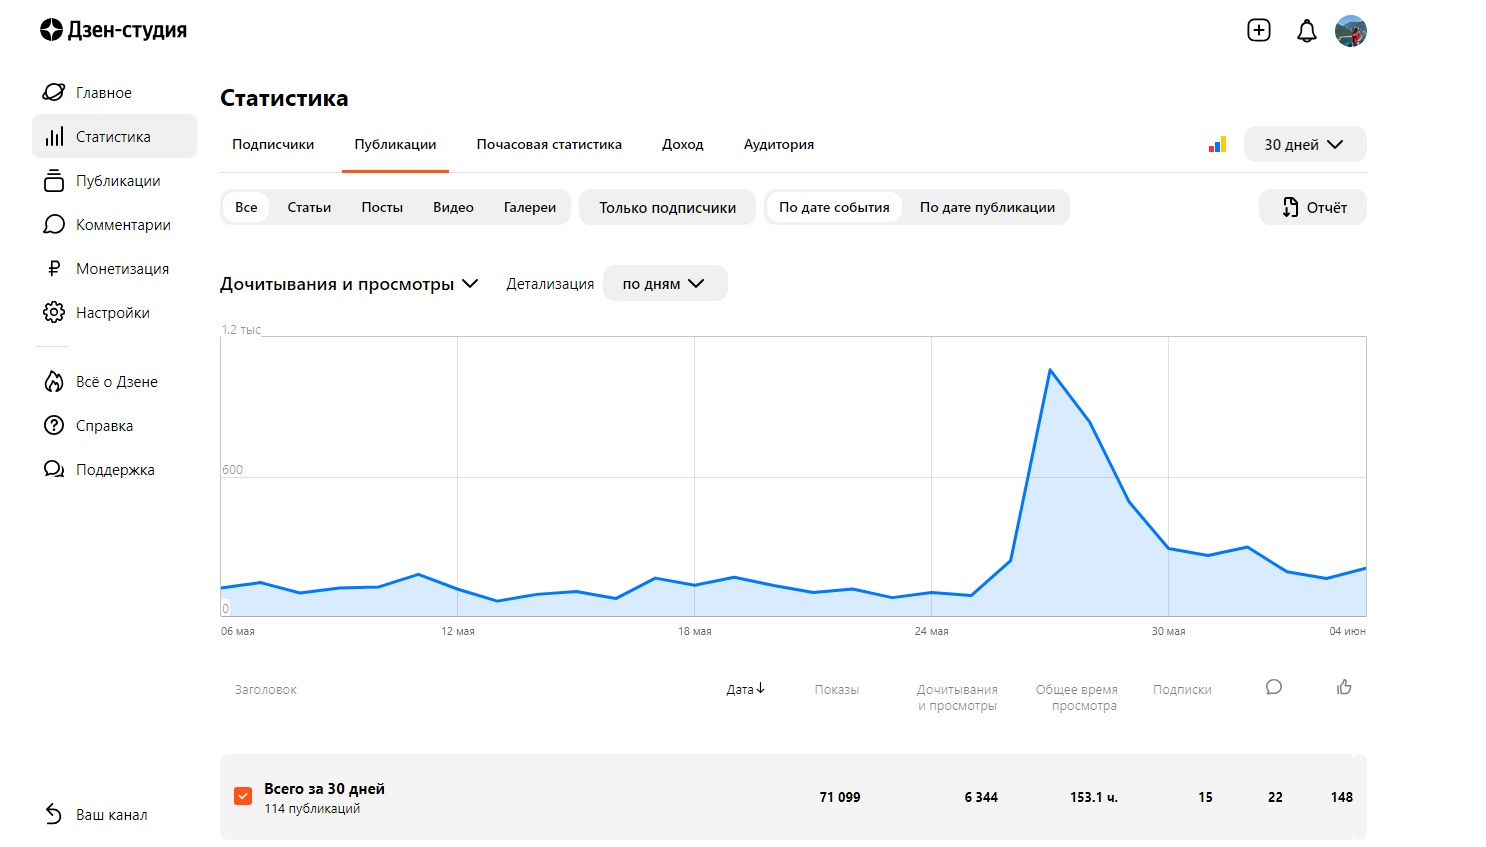 Дзен-студия
Главное
Статистика
Публикации
Комментарии
Монетизация
Настройки
Всё о Дзене
Справка
Поддержка
Ваш канал
Статистика
Подписчики Публикации Почасовая статистика Доход Аудитория
30 дней
Все Статьи Посты Видео Галереи Только подписчики По дате события По дате публикации Отчёт
Дочитывания и просмотры Детализация по дням
1.2 тыс
600
0
06 мая 12 мая 18 мая 24 мая 30 мая 04 июн
Заголовок Дата Показы Дочитывания и просмотры Общее время просмотра Подписки
Всего за 30 дней
114 публикаций
71 099 6 344 153.1 ч. 15 22 148